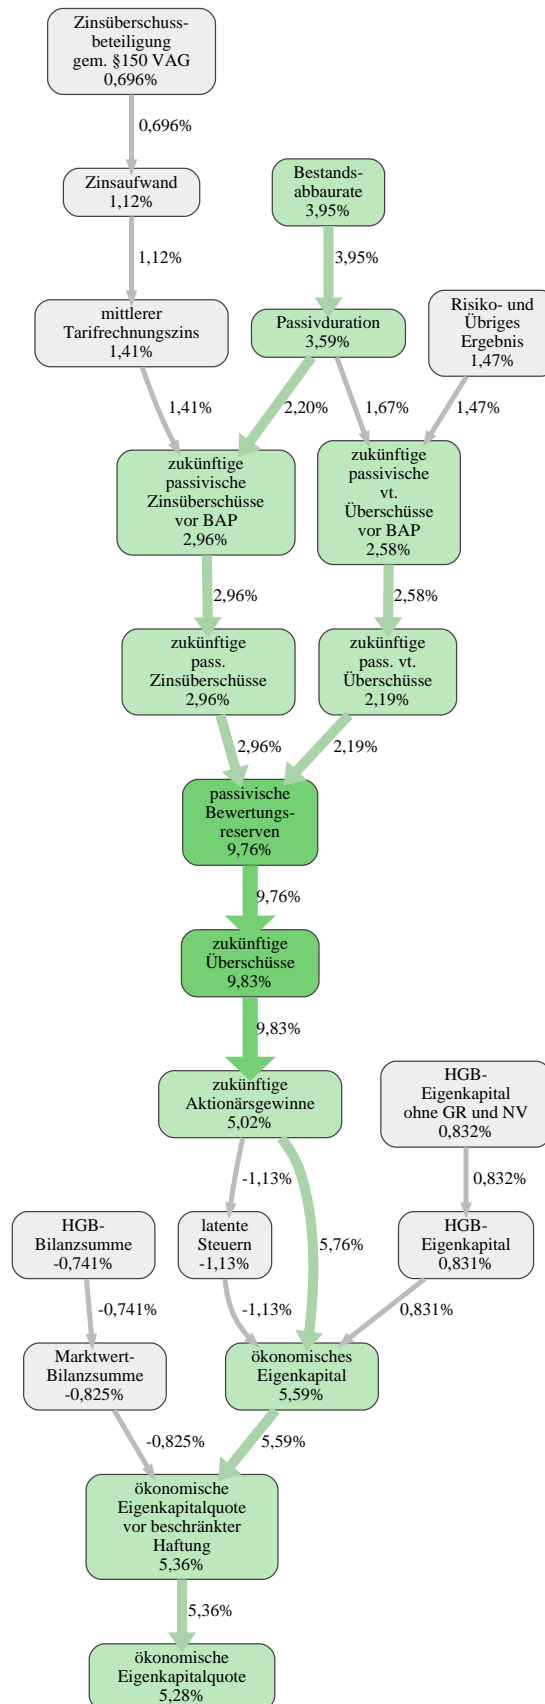 Zinsüberschuss-
beteiligung
gem. §150 VAG
0,696%
0,696%
Zinsaufwand
1,12%
Bestands-
abbaurate
3,95%
1,12%
3,95%
mittlerer
Tarifrechnungszins
1,41%
Passivduration
3,59%
Risiko- und
Übriges
Ergebnis
1,47%
1,41%
2,20%
1,67%
1,47%
zukünftige
passivische
Zinsüberschüsse
vor BAP
2,96%
zukünftige
passivische
vt.
Überschüsse
vor BAP
2,58%
2,96%
2,58%
zukünftige
pass.
Zinsüberschüsse
2,96%
zukünftige
pass. vt.
Überschüsse
2,19%
2,96%
2,19%
passivische
Bewertungs-
reserven
9,76%
9,76%
zukünftige
Überschüsse
9,83%
9,83%
zukünftige
Aktionärsgewinne
5,02%
HGB-
Eigenkapital
ohne GR und NV
0,832%
-1,13%
0,832%
HGB-
Bilanzsumme
-0,741%
latente
Steuern
-1,13%
5,76%
HGB-
Eigenkapital
0,831%
-0,741%
-1,13%
0,831%
Marktwert-
Bilanzsumme
-0,825%
ökonomisches
Eigenkapital
5,59%
-0,825%
5,59%
ökonomische
Eigenkapitalquote
vor beschränkter
Haftung
5,36%
5,36%
ökonomische
Eigenkapitalquote
5,28%